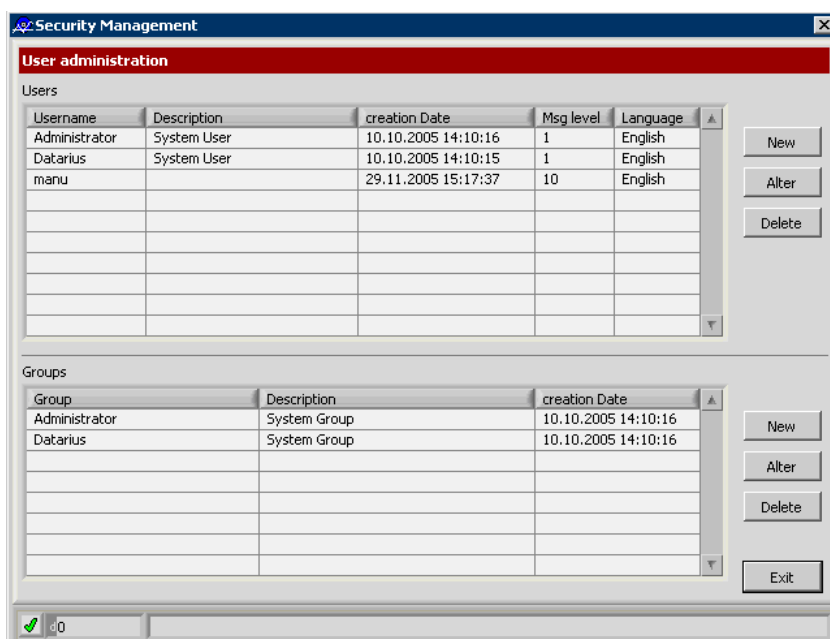 Security Management
User administration
Users
Username Description creation Date Msg level Language
Administrator System User 10.10.2005 14:10:16 1 English
Datarius System User 10.10.2005 14:10:15 1 English
manu 29.11.2005 15:17:37 10 English
New
Alter
Delete
Groups
Group Description creation Date
Administrator System Group 10.10.2005 14:10:16
Datarius System Group 10.10.2005 14:10:16
New
Alter
Delete
Exit
d0